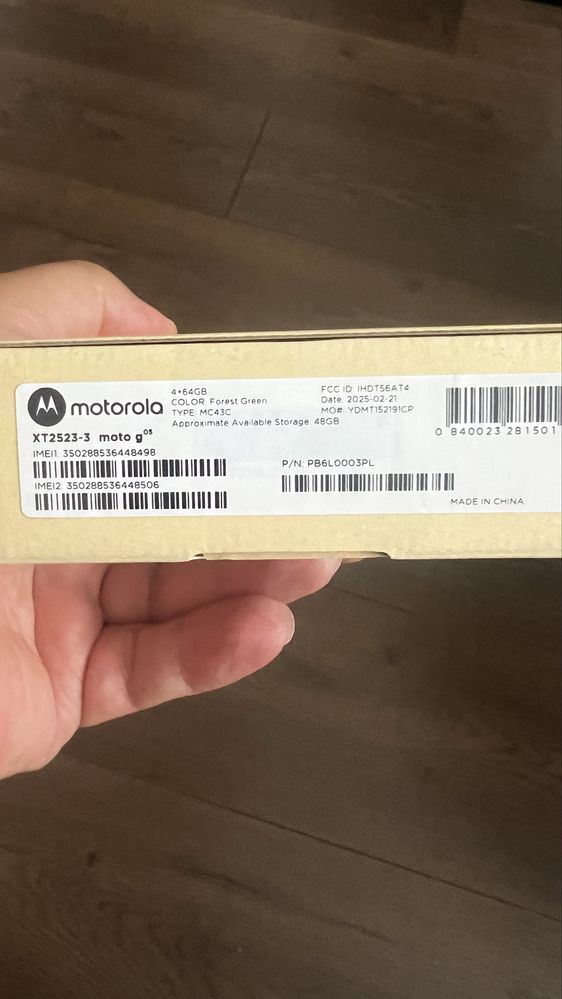 motorola
XT2523-3 moto g⁰⁵
IMEI1: 350288536448498
IMEI2: 350288536448506
4+64GB
COLOR: Forest Green
TYPE: MC43C
Approximate Available Storage: 48GB
FCC ID: IHDT56AT4
Date: 2025-02-21
MO#: YDMT152191CP
P/N: PB6L0003PL
0 840023 281501
MADE IN CHINA